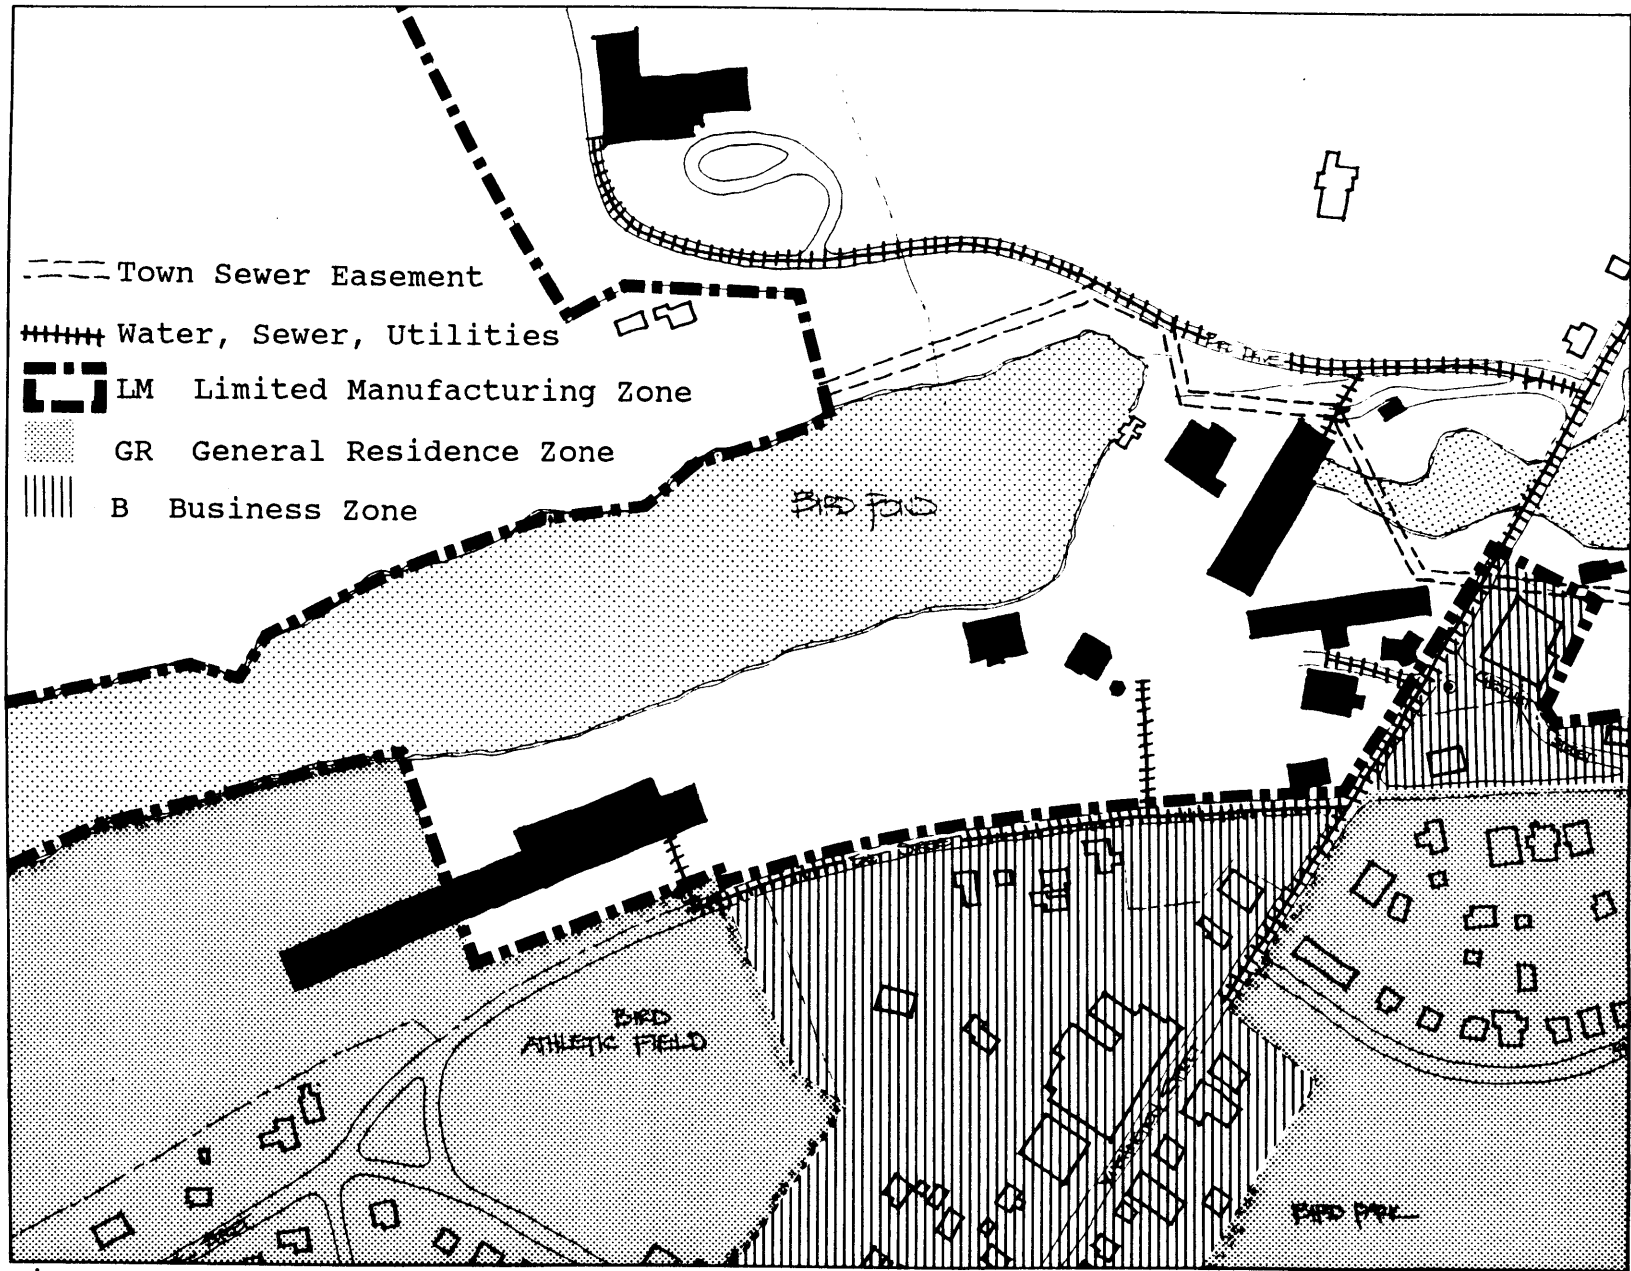 Town Sewer Easement
Water, Sewer, Utilities
LM Limited Manufacturing Zone
GR General Residence Zone
B Business Zone
BIRD POND
BIRD
ATHLETIC FIELD
BIRD PARK